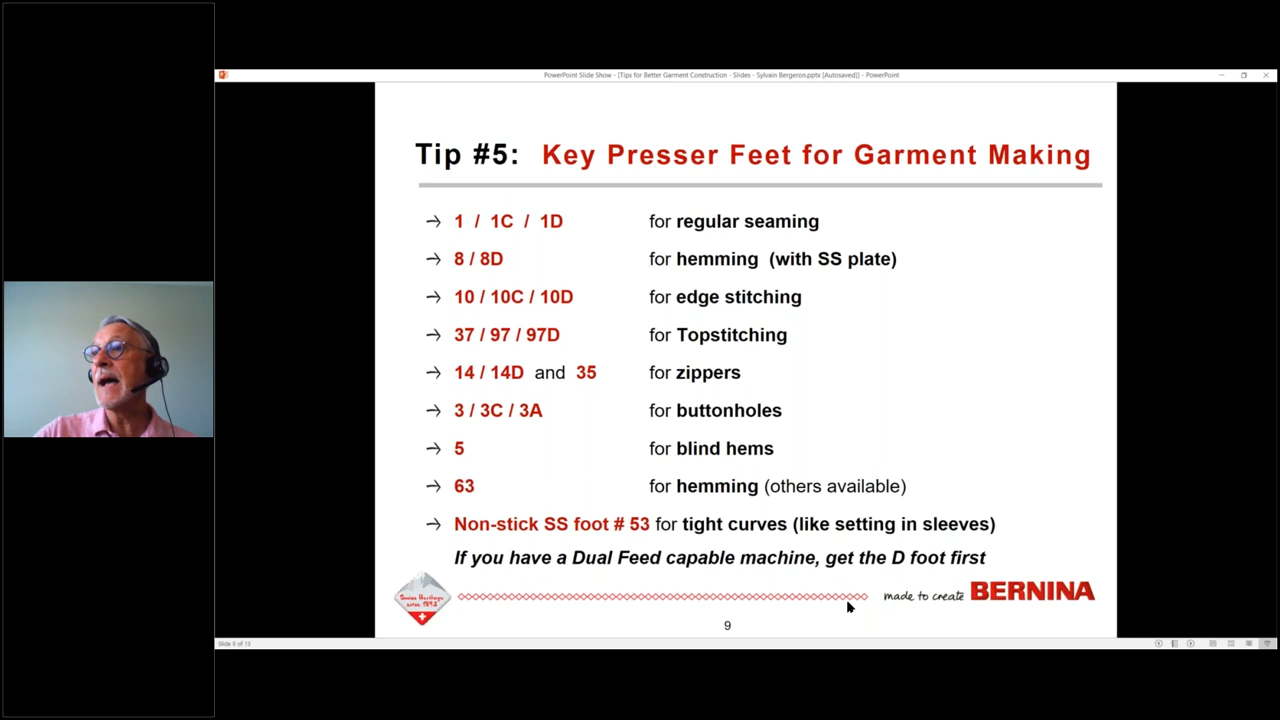 PowerPoint Slide Show - [Tips for Better Garment Construction - Slides - Sylvain Bergeron.pptx [Autosaved]] - PowerPoint
Tip #5: Key Presser Feet for Garment Making
→ 1 / 1C / 1D for regular seaming
→ 8 / 8D for hemming (with SS plate)
→ 10 / 10C / 10D for edge stitching
→ 37 / 97 / 97D for Topstitching
→ 14 / 14D and 35 for zippers
→ 3 / 3C / 3A for buttonholes
→ 5 for blind hems
→ 63 for hemming (others available)
→ Non-stick SS foot # 53 for tight curves (like setting in sleeves)
If you have a Dual Feed capable machine, get the D foot first
Swiss Heritage
since 1893
made to create BERNINA
9
Slide 9 of 13